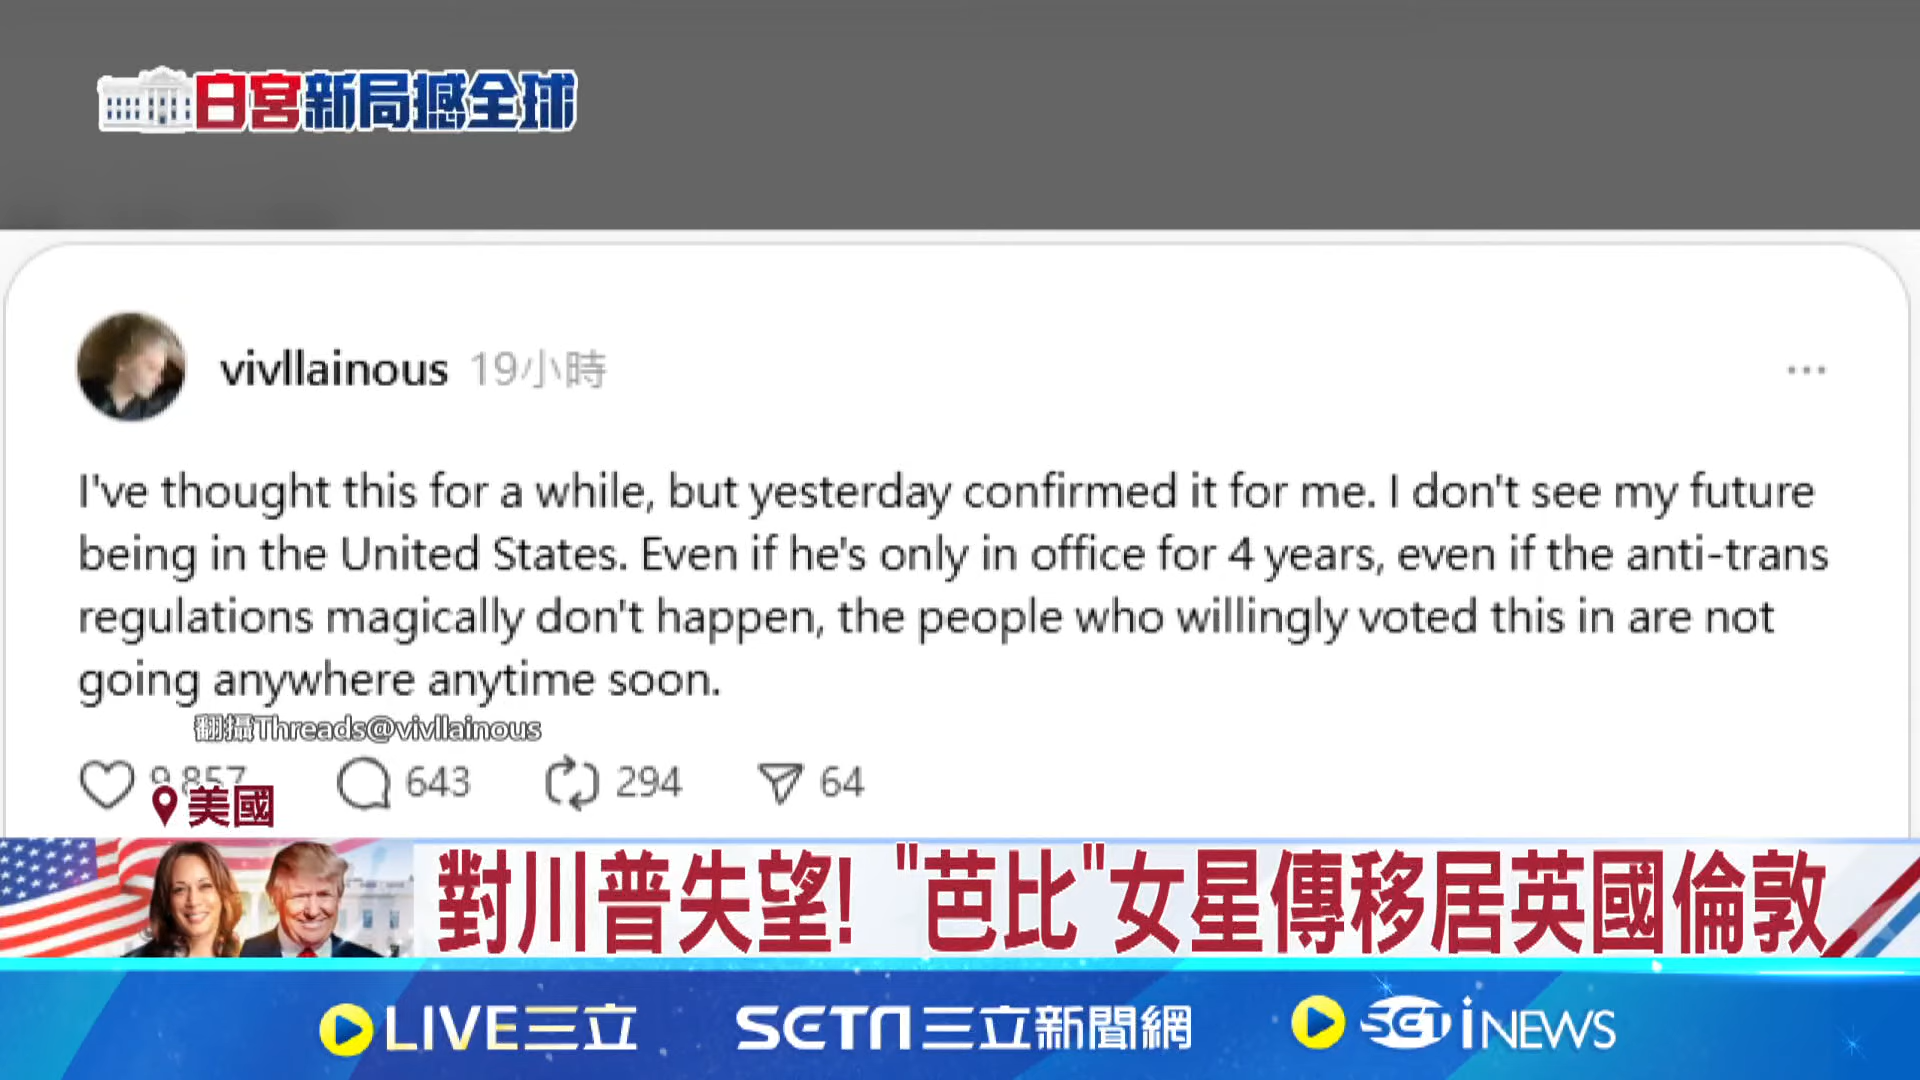 白宮新局撼全球
vivllainous 19小時
I've thought this for a while, but yesterday confirmed it for me. I don't see my future
being in the United States. Even if he's only in office for 4 years, even if the anti-trans
regulations magically don't happen, the people who willingly voted this in are not
going anywhere anytime soon.
翻攝Threads@vivllainous
9,857 643 294 64
美國
對川普失望! "芭比"女星傳移居英國倫敦
LIVE三立 SETN三立新聞網 SET iNEWS